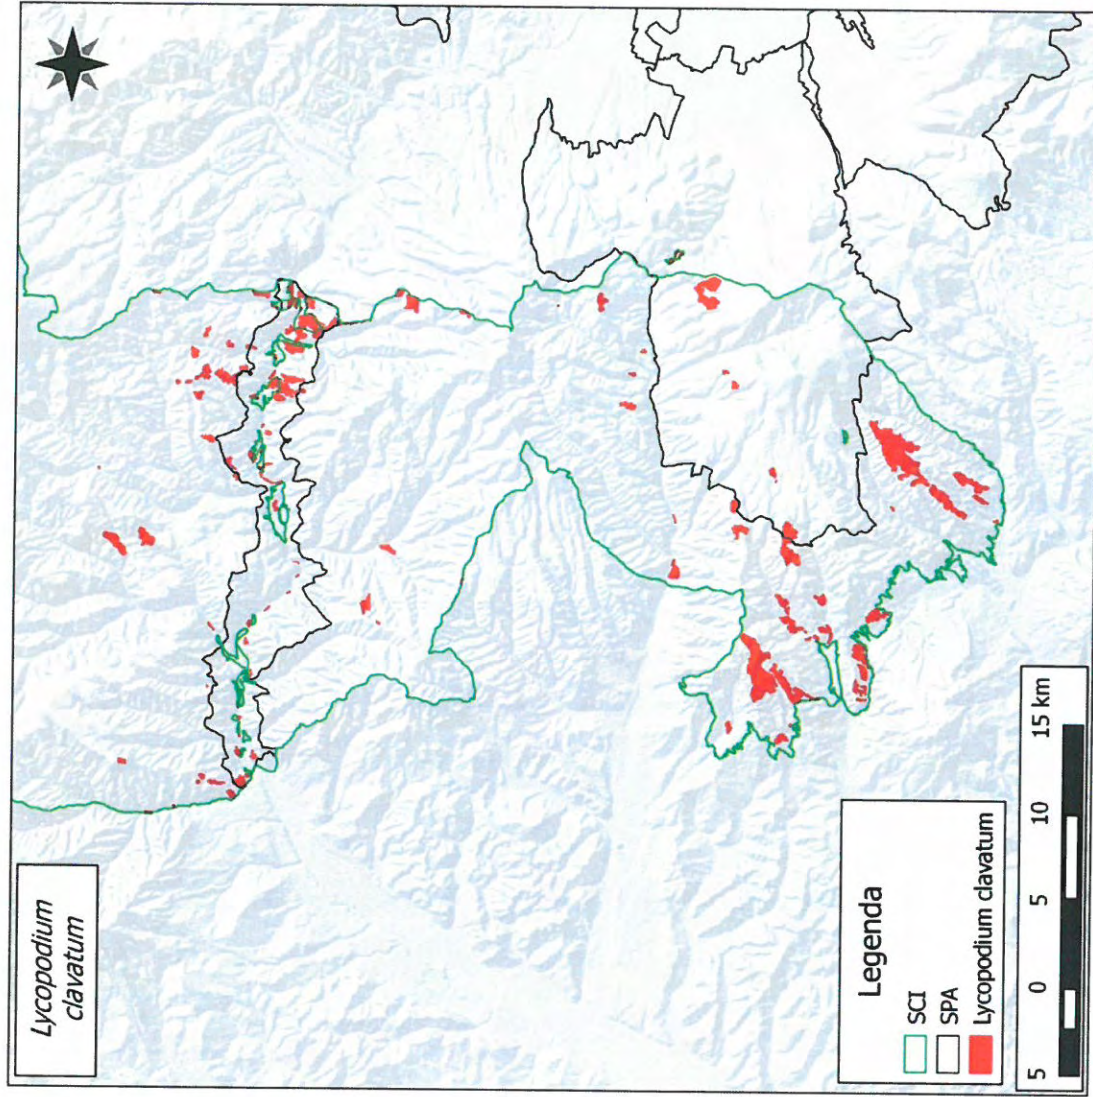 Lycopodium
clavatum
Legenda
SCI
SPA
Lycopodium clavatum
5 0 5 10 15 km